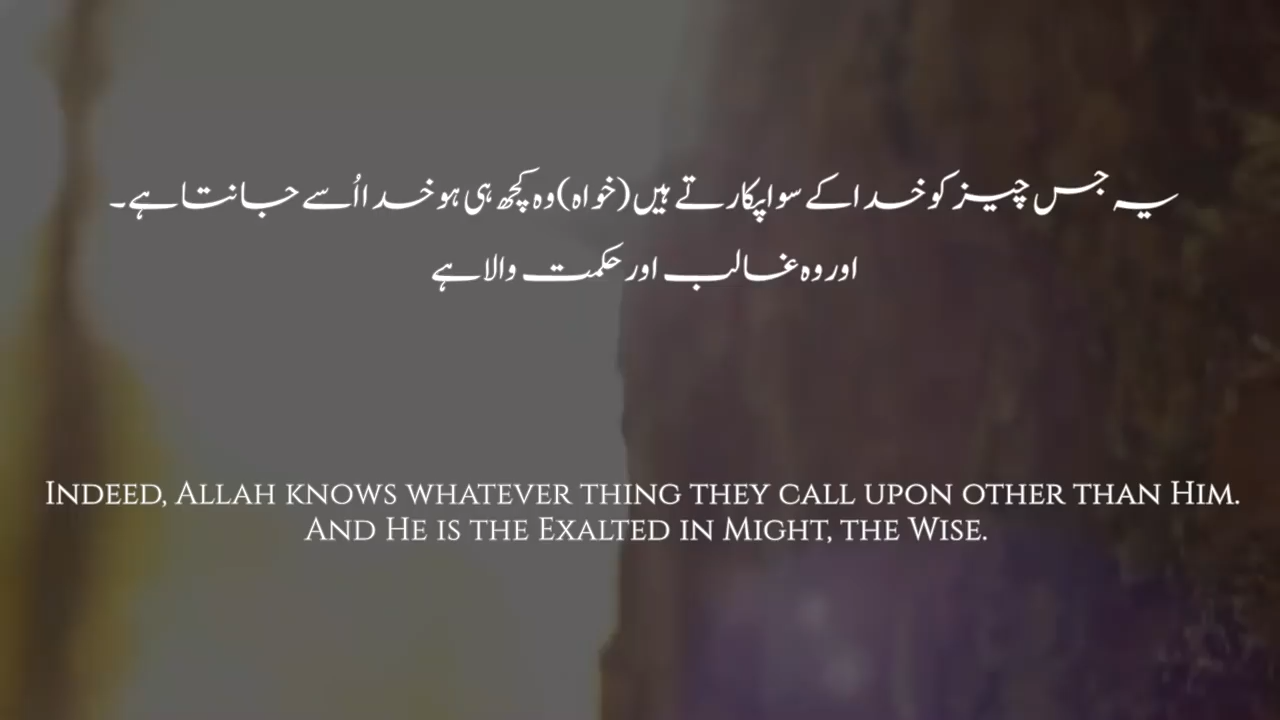 یہ جس چیز کو خدا کے سوا پکارتے ہیں (خواہ) وہ کچھ ہی ہو خدا اُسے جانتا ہے۔
اور وہ غالب اور حکمت والا ہے
Indeed, Allah knows whatever thing they call upon other than Him.
And He is the Exalted in Might, the Wise.